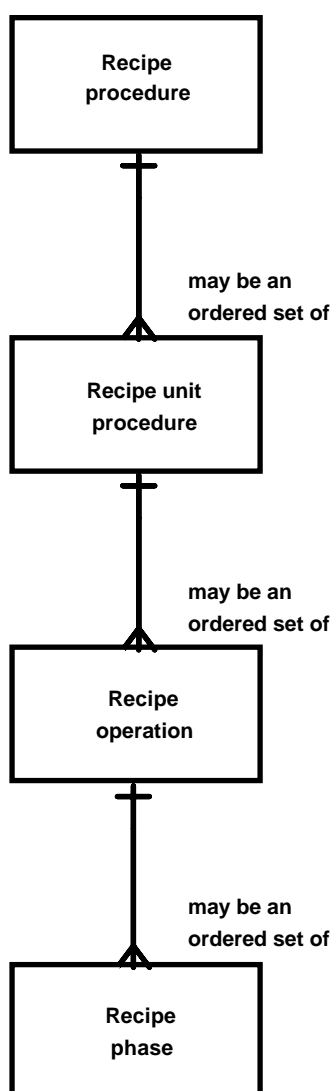 Recipe
procedure
may be an
ordered set of
Recipe unit
procedure
may be an
ordered set of
Recipe
operation
may be an
ordered set of
Recipe
phase